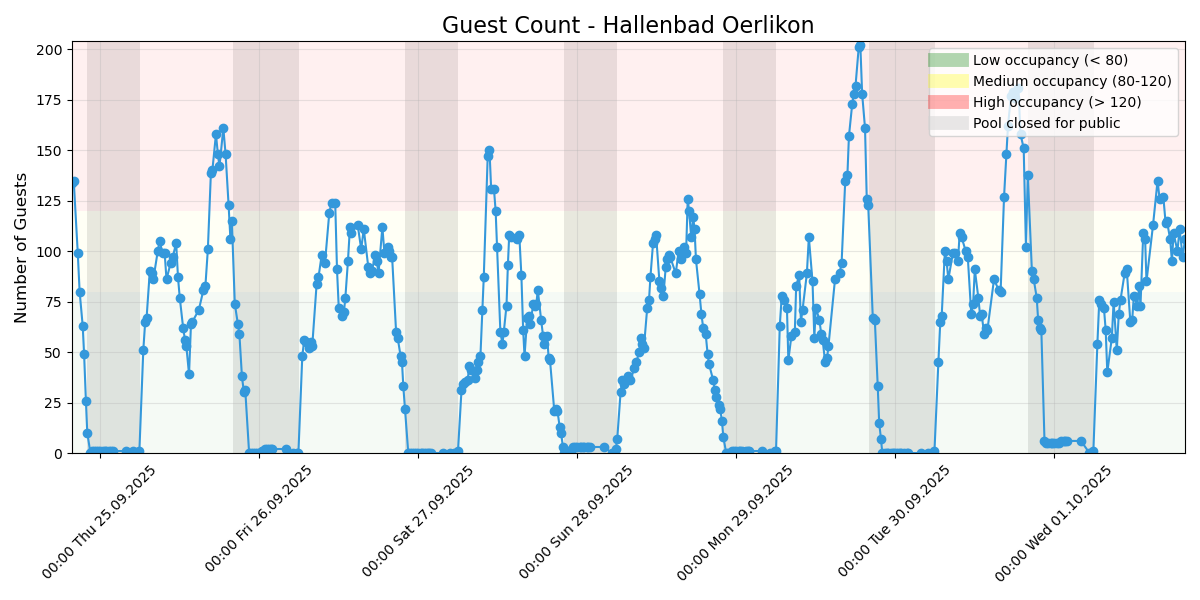 Guest Count - Hallenbad Oerlikon
Number of Guests
200
175
150
125
100
75
50
25
0
Low occupancy (< 80)
Medium occupancy (80-120)
High occupancy (> 120)
Pool closed for public
00:00 Thu 25.09.2025
00:00 Fri 26.09.2025
00:00 Sat 27.09.2025
00:00 Sun 28.09.2025
00:00 Mon 29.09.2025
00:00 Tue 30.09.2025
00:00 Wed 01.10.2025